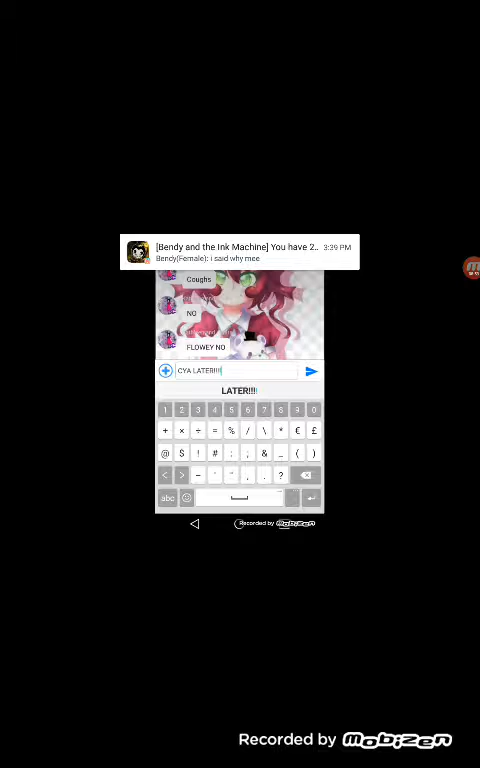 [Bendy and the Ink Machine] You have 2.. 3:39 PM
Bendy(Female): i said why mee
Coughs
NO
FLOWEY NO
CYA LATER!!!!
LATER!!!!
1 2 3 4 5 6 7 8 9 0
+ × ÷ = % / \ * € £
@ $ ! # : ; & _ ( )
< > - ' " , . ?
abc
Recorded by Mobizen
Recorded by Mobizen